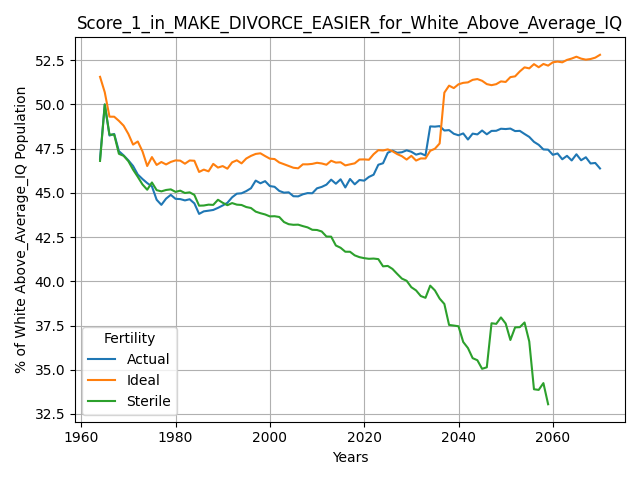 Score_1_in_MAKE_DIVORCE_EASIER_for_White_Above_Average_IQ
% of White Above_Average_IQ Population
52.5
50.0
47.5
45.0
42.5
40.0
37.5
35.0
32.5
Fertility
Actual
Ideal
Sterile
1960 1980 2000 2020 2040 2060
Years